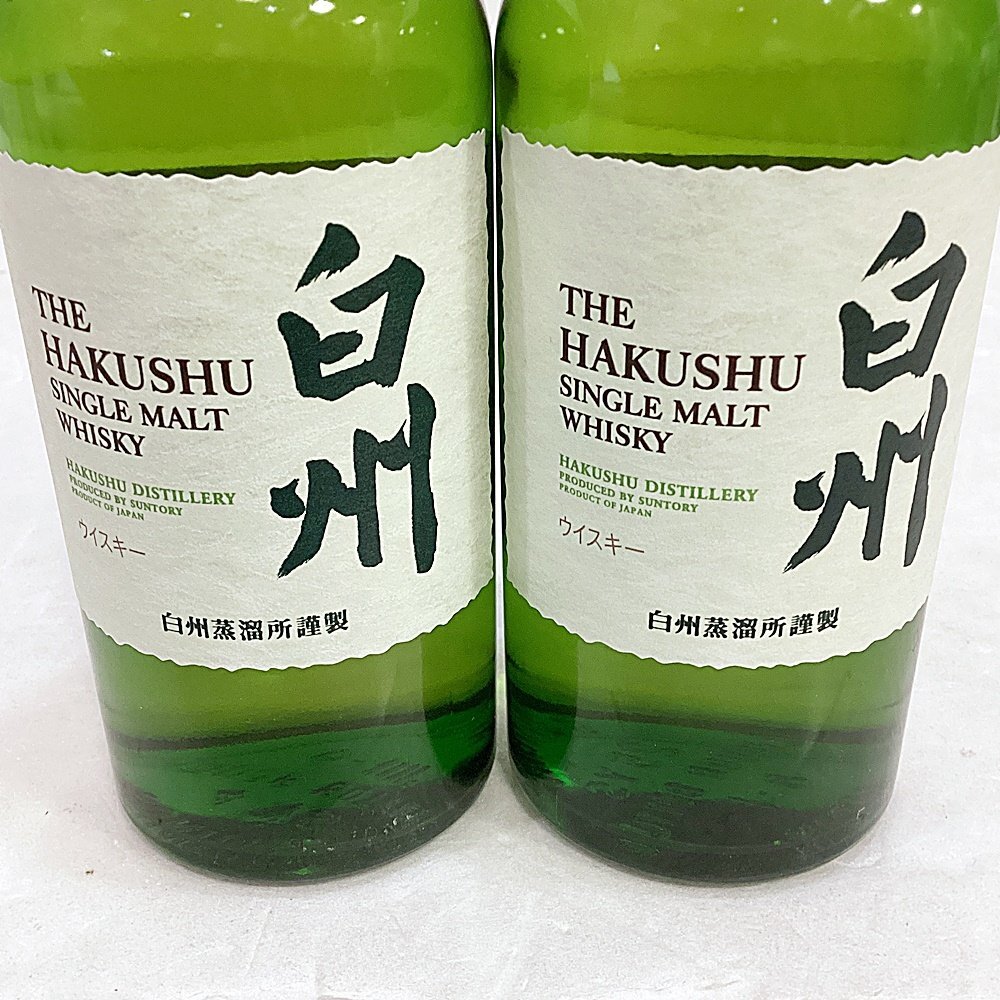 THE
HAKUSHU
SINGLE MALT
WHISKY
HAKUSHU DISTILLERY
PRODUCED BY SUNTORY
PRODUCT OF JAPAN
ウイスキー
白州
白州蒸溜所謹製
THE
HAKUSHU
SINGLE MALT
WHISKY
HAKUSHU DISTILLERY
PRODUCED BY SUNTORY
PRODUCT OF JAPAN
ウイスキー
白州
白州蒸溜所謹製